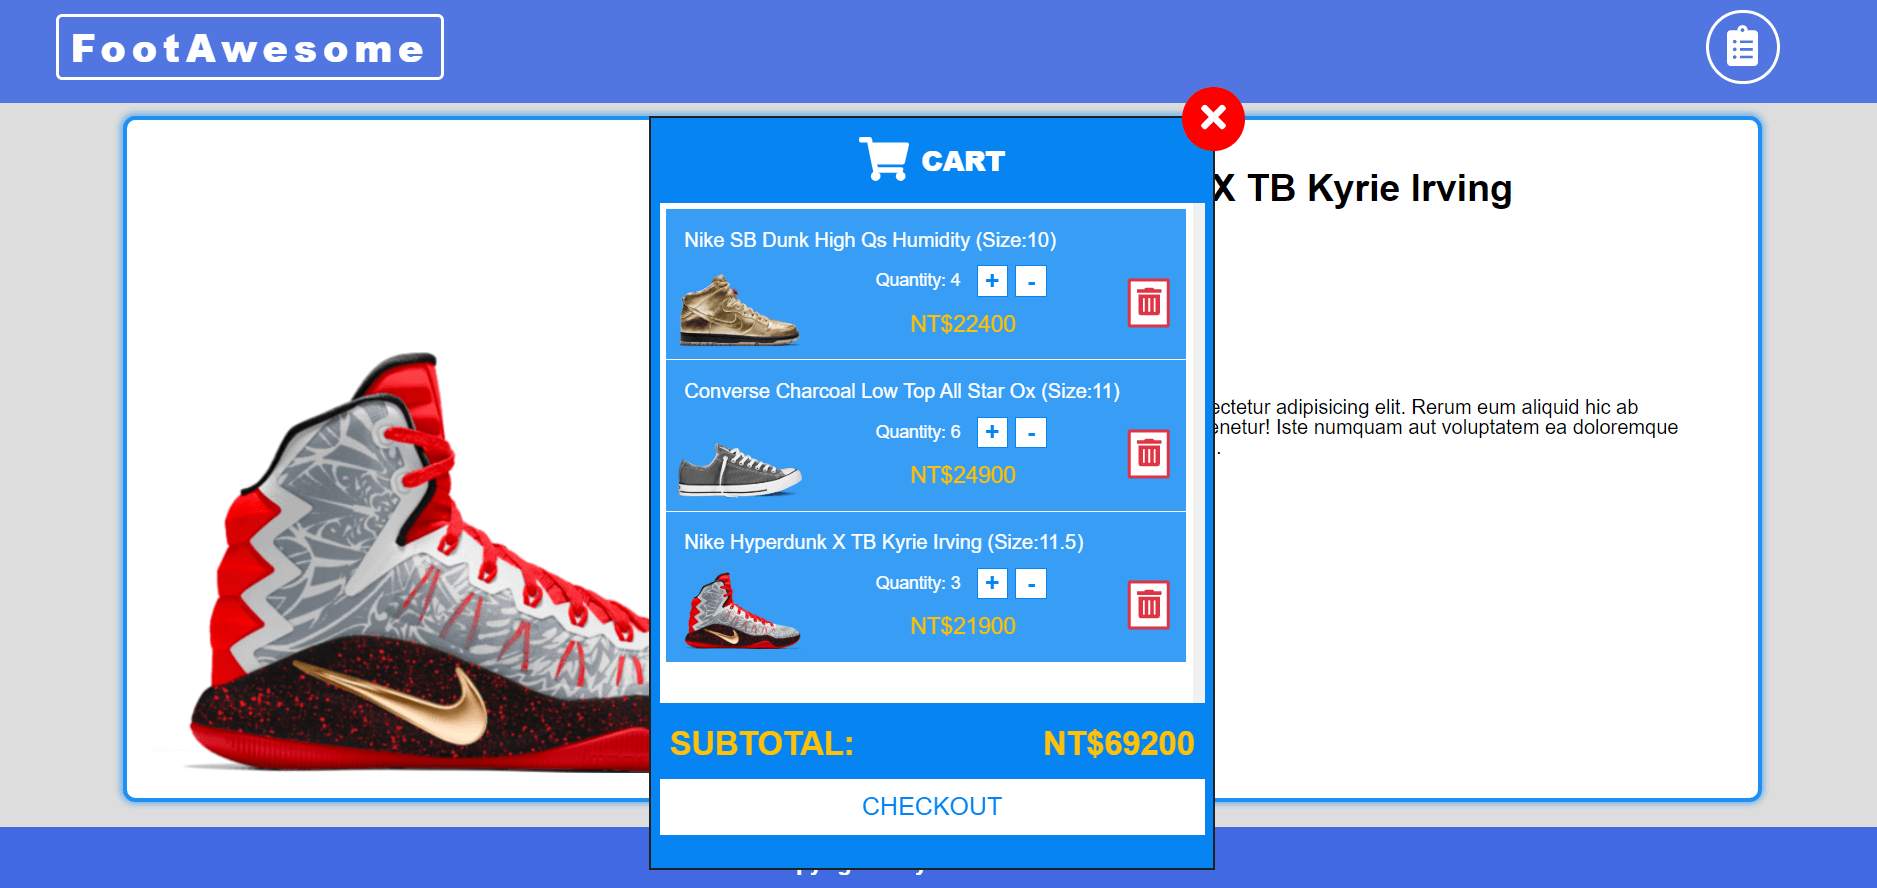 FootAwesome
CART
X TB Kyrie Irving
Nike SB Dunk High Qs Humidity (Size:10)
Quantity: 4 + -
NT$22400
Converse Charcoal Low Top All Star Ox (Size:11)
adipisicing elit. Rerum eum aliquid hic ab
Iste numquam aut voluptatem ea doloremque
.
Quantity: 6 + -
NT$24900
Nike Hyperdunk X TB Kyrie Irving (Size:11.5)
Quantity: 3 + -
NT$21900
SUBTOTAL: NT$69200
CHECKOUT